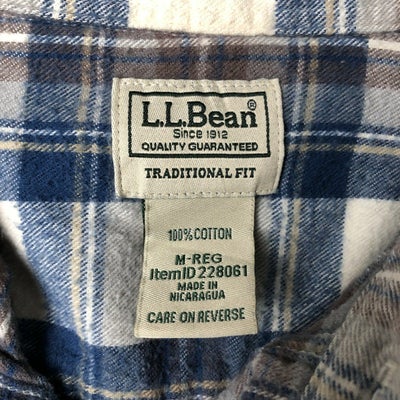 L.L.Bean®
Since 1912
QUALITY GUARANTEED
TRADITIONAL FIT
100% COTTON
M-REG
ItemID 228061
MADE IN
NICARAGUA
CARE ON REVERSE